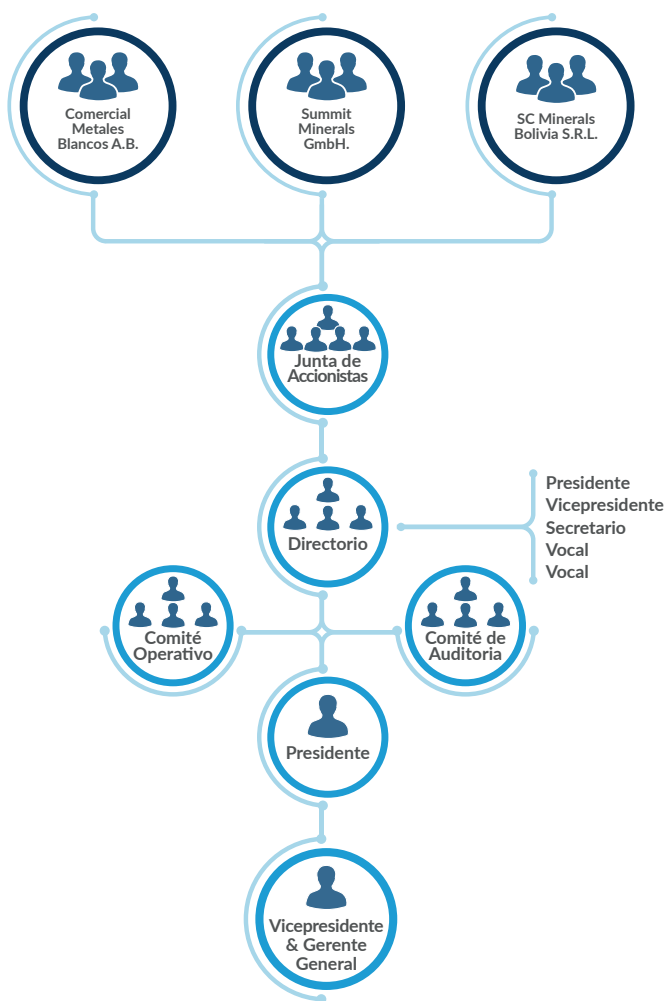 Comercial
Metales
Blancos A.B.
Summit
Minerals
GmbH.
SC Minerals
Bolivia S.R.L.
Junta de
Accionistas
Directorio
Presidente
Vicepresidente
Secretario
Vocal
Vocal
Comité
Operativo
Comité de
Auditoria
Presidente
Vicepresidente
& Gerente
General